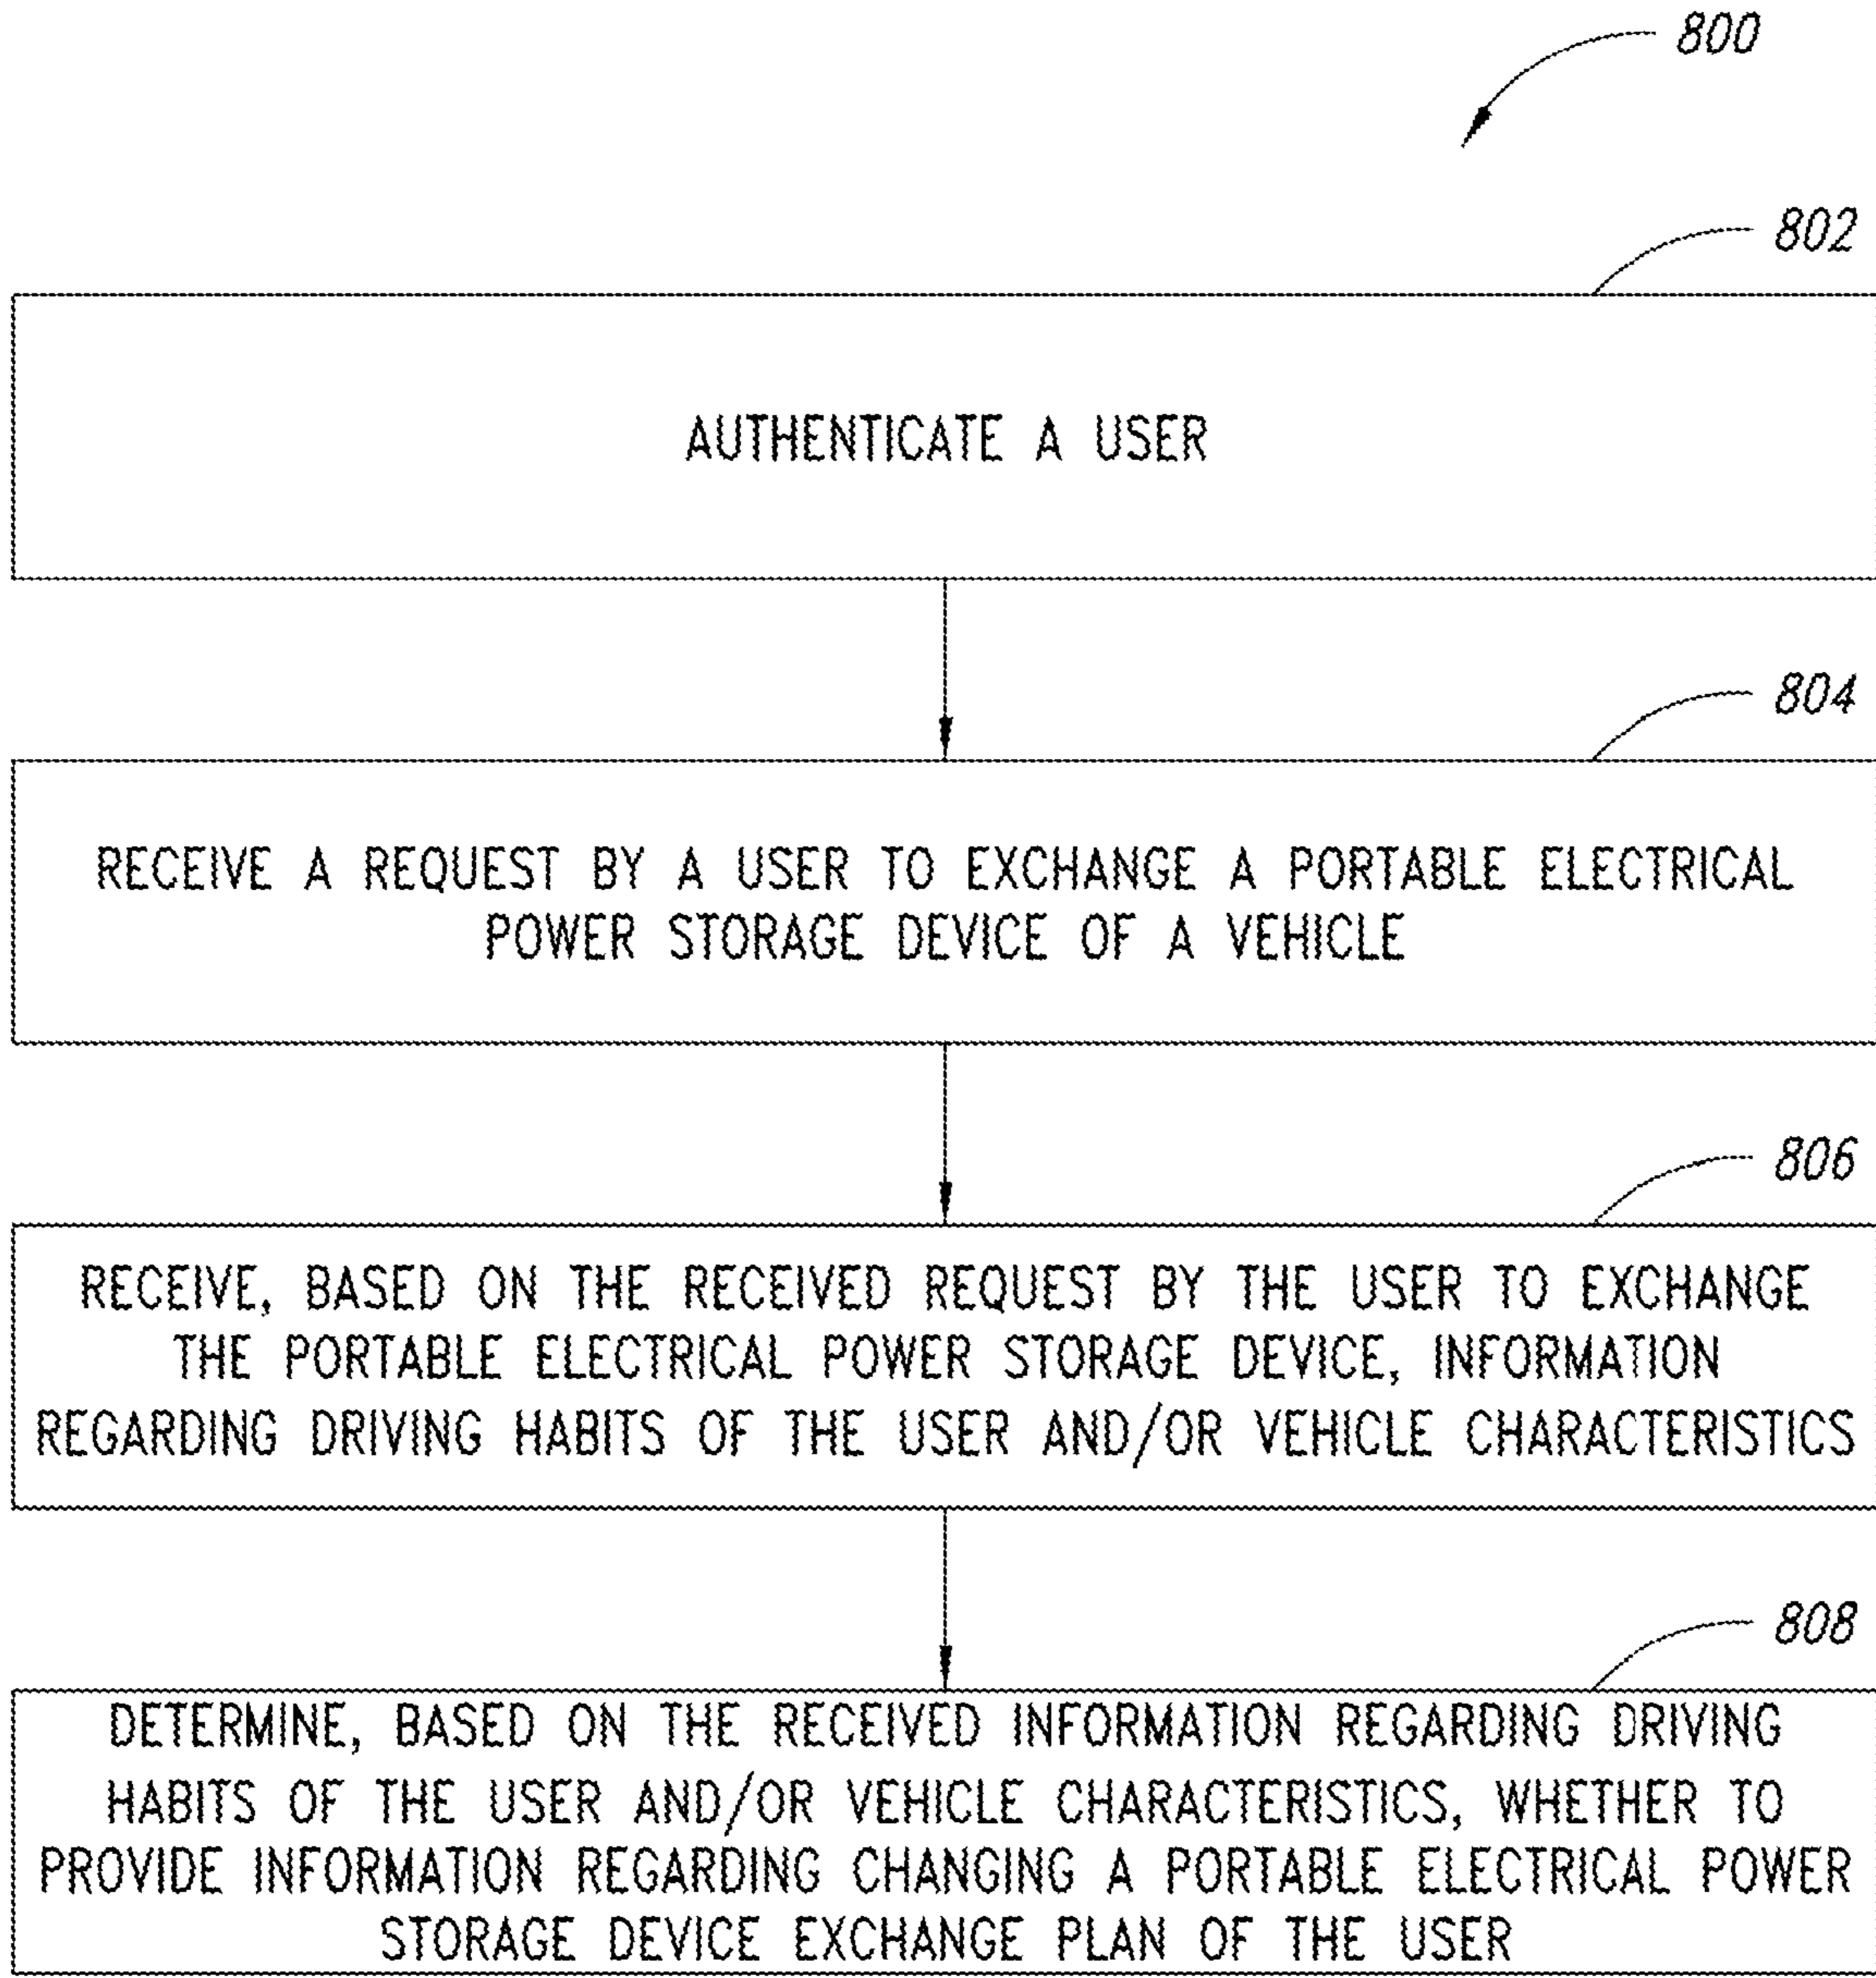 800
802
AUTHENTICATE A USER
804
RECEIVE A REQUEST BY A USER TO EXCHANGE A PORTABLE ELECTRICAL
POWER STORAGE DEVICE OF A VEHICLE
806
RECEIVE, BASED ON THE RECEIVED REQUEST BY THE USER TO EXCHANGE
THE PORTABLE ELECTRICAL POWER STORAGE DEVICE, INFORMATION
REGARDING DRIVING HABITS OF THE USER AND/OR VEHICLE CHARACTERISTICS
808
DETERMINE, BASED ON THE RECEIVED INFORMATION REGARDING DRIVING
HABITS OF THE USER AND/OR VEHICLE CHARACTERISTICS, WHETHER TO
PROVIDE INFORMATION REGARDING CHANGING A PORTABLE ELECTRICAL POWER
STORAGE DEVICE EXCHANGE PLAN OF THE USER